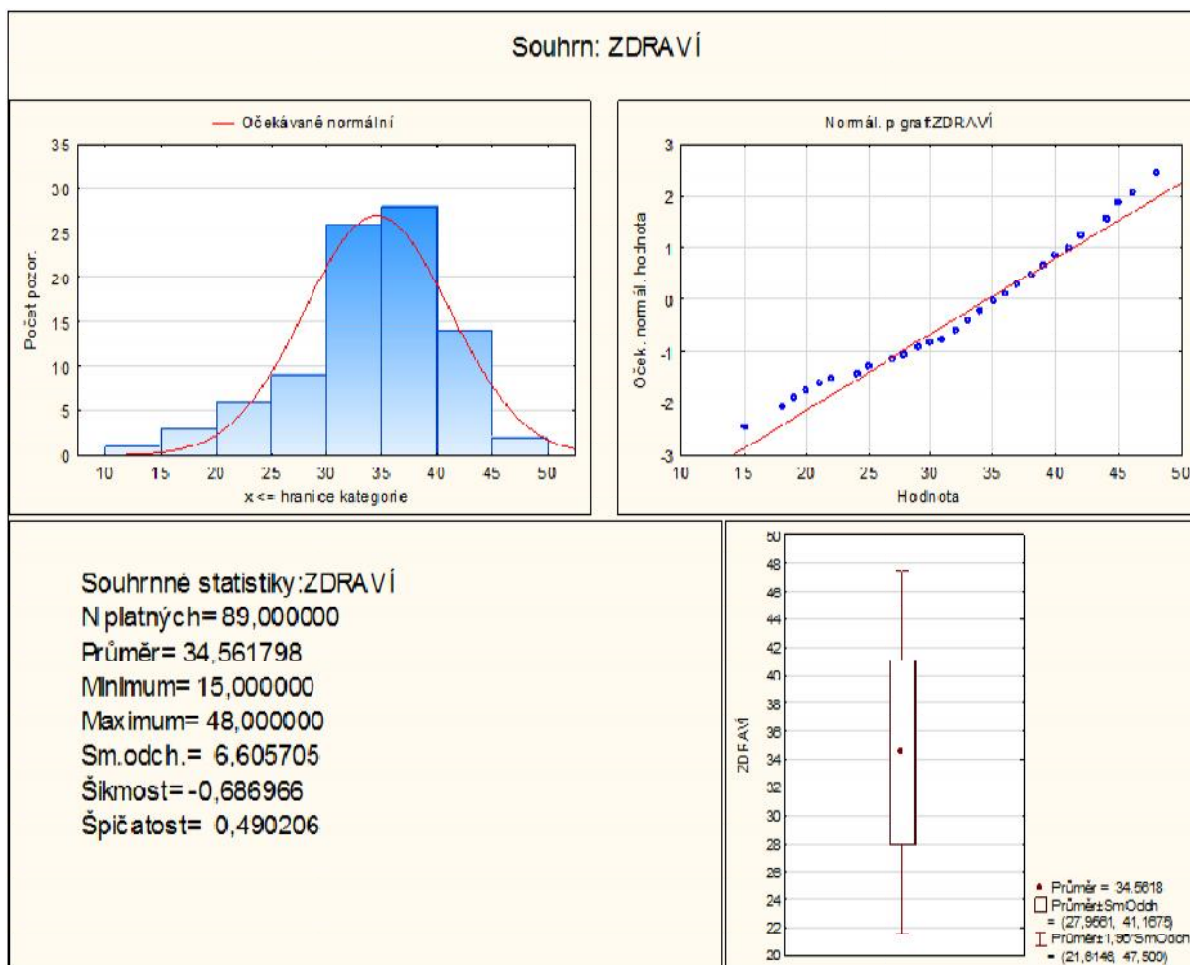 Souhrn: ZDRAVÍ
Očekávané normální
Počet pozor.
35
30
25
20
15
10
5
0
10 15 20 25 30 35 40 45 50
x <= hranice kategorie
Normál. p graf:ZDRAVÍ
Oček. normál. hodnota
3
2
1
0
-1
-2
-3
10 15 20 25 30 35 40 45 50
Hodnota
Souhrnné statistiky:ZDRAVÍ
N platných= 89,000000
Průměr= 34,561798
Minimum= 15,000000
Maximum= 48,000000
Sm.odch.= 6,605705
Šikmost= -0,686966
Špičatost= 0,490206
ZDRAVÍ
50
48
46
44
42
40
38
36
34
32
30
28
26
24
22
20
Průměr = 34.5618
Průměr±SmOdch
= (27,9561, 41,1675)
Průměr±1,96*SmOdch
= (21,6146, 47,509)